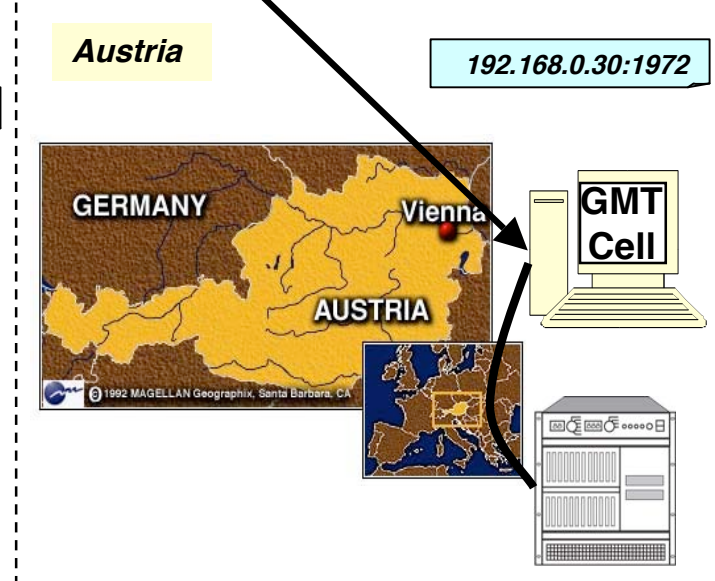 Austria
192.168.0.30:1972
GERMANY
Vienna
AUSTRIA
GMT
Cell
© 1992 MAGELLAN Geographix, Santa Barbara, CA